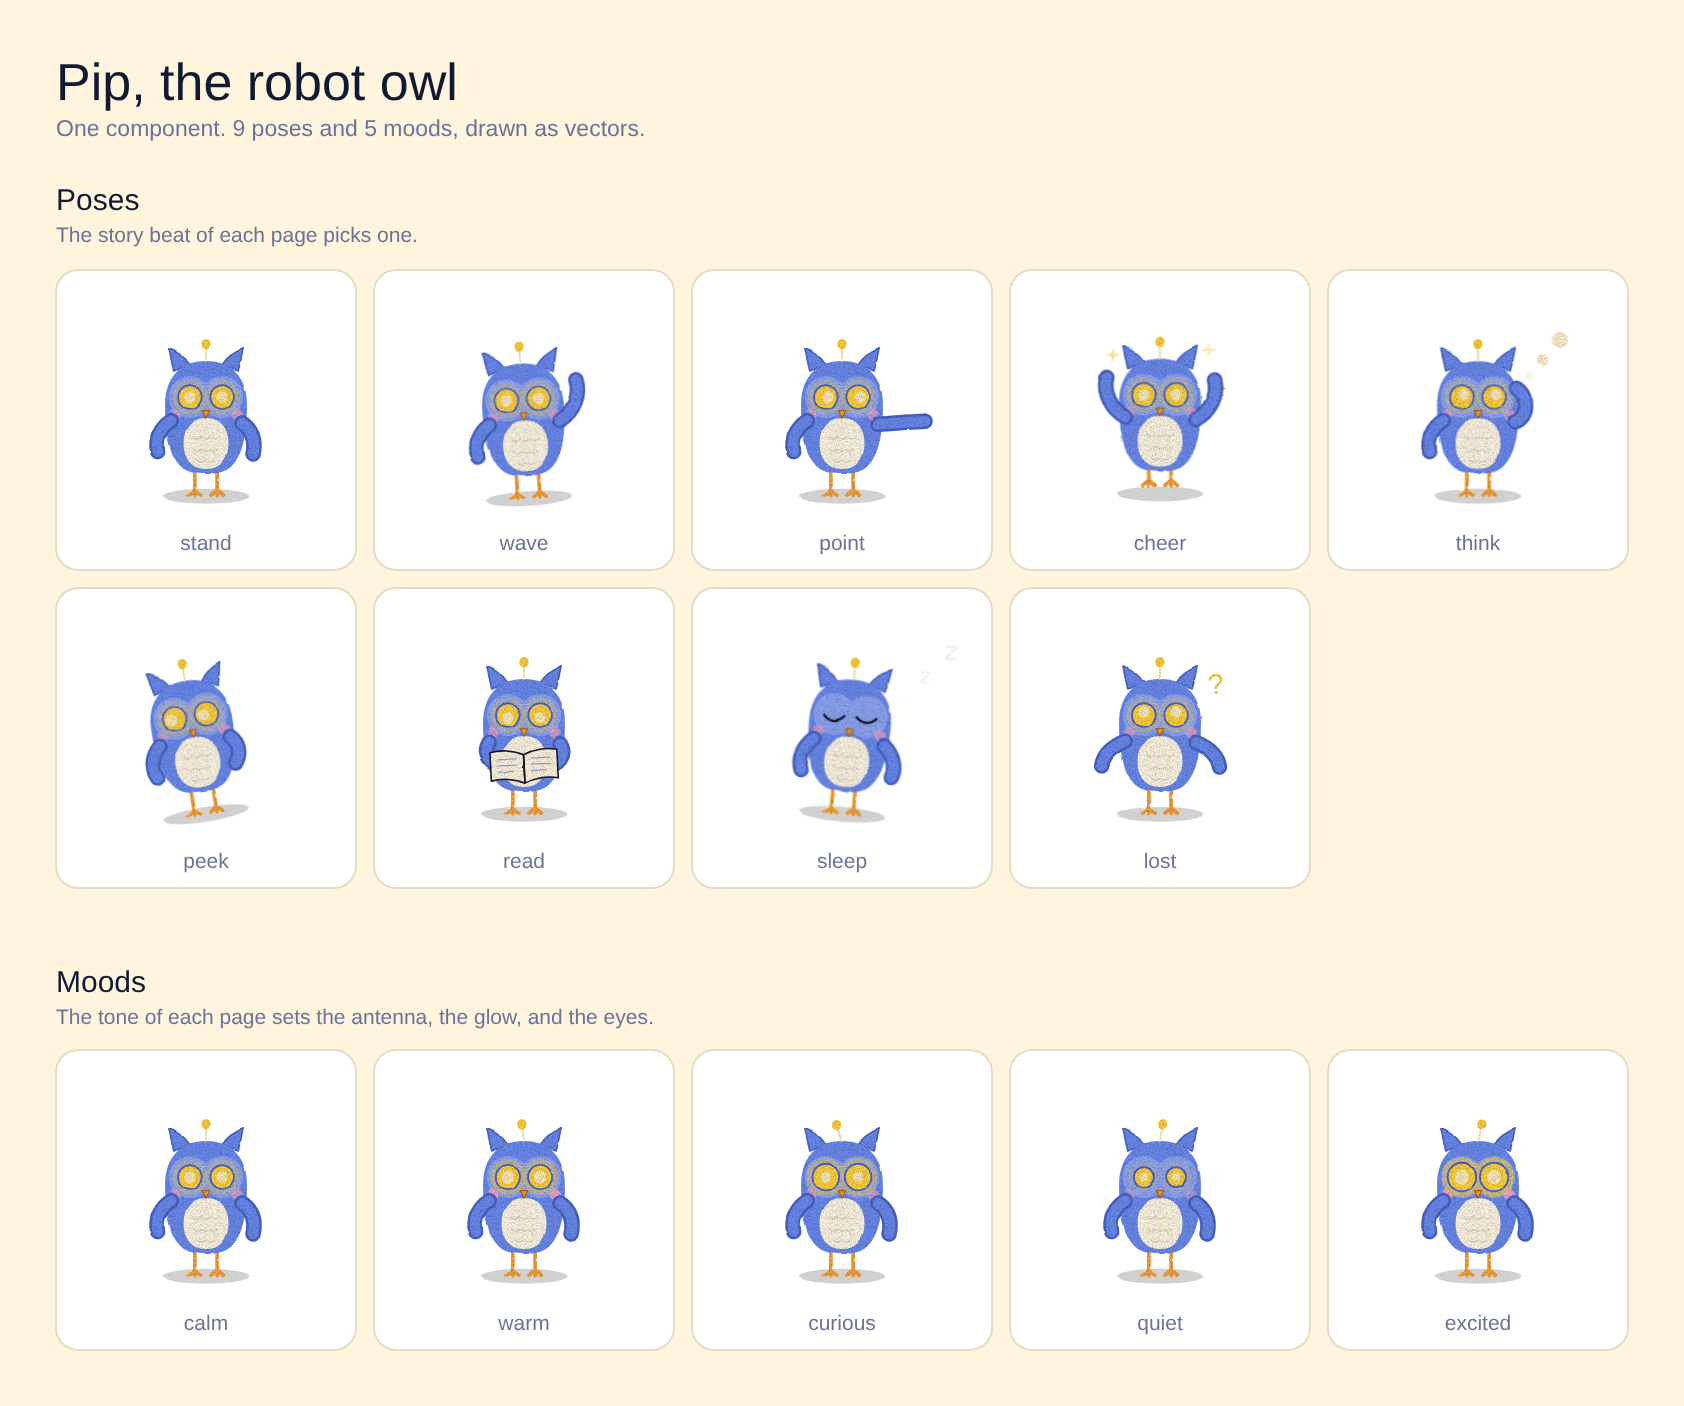 Pip, the robot owl
One component. 9 poses and 5 moods, drawn as vectors.
Poses
The story beat of each page picks one.
stand
wave
point
cheer
think
z
z
?
peek
read
sleep
lost
Moods
The tone of each page sets the antenna, the glow, and the eyes.
calm
warm
curious
quiet
excited